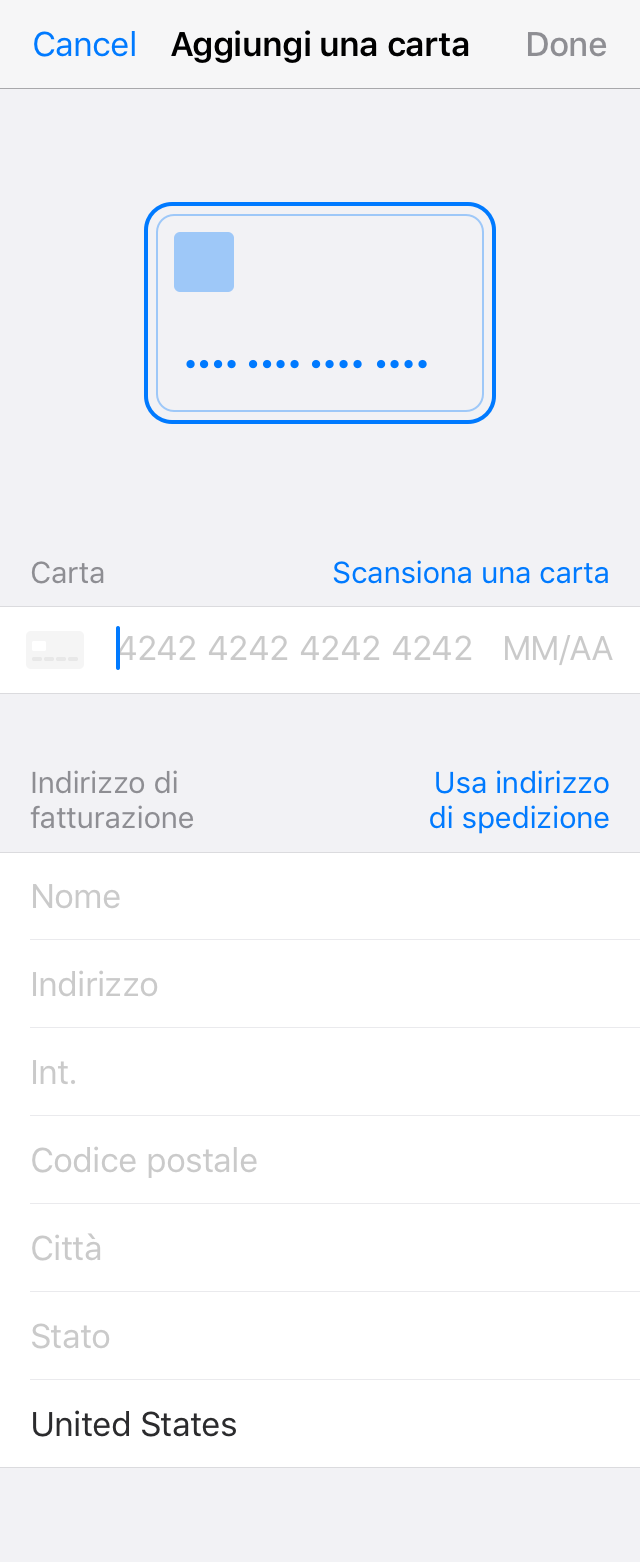 Cancel Aggiungi una carta Done
Carta Scansiona una carta
4242 4242 4242 4242 MM/AA
Indirizzo di fatturazione
Usa indirizzo di spedizione
Nome
Indirizzo
Int.
Codice postale
Città
Stato
United States